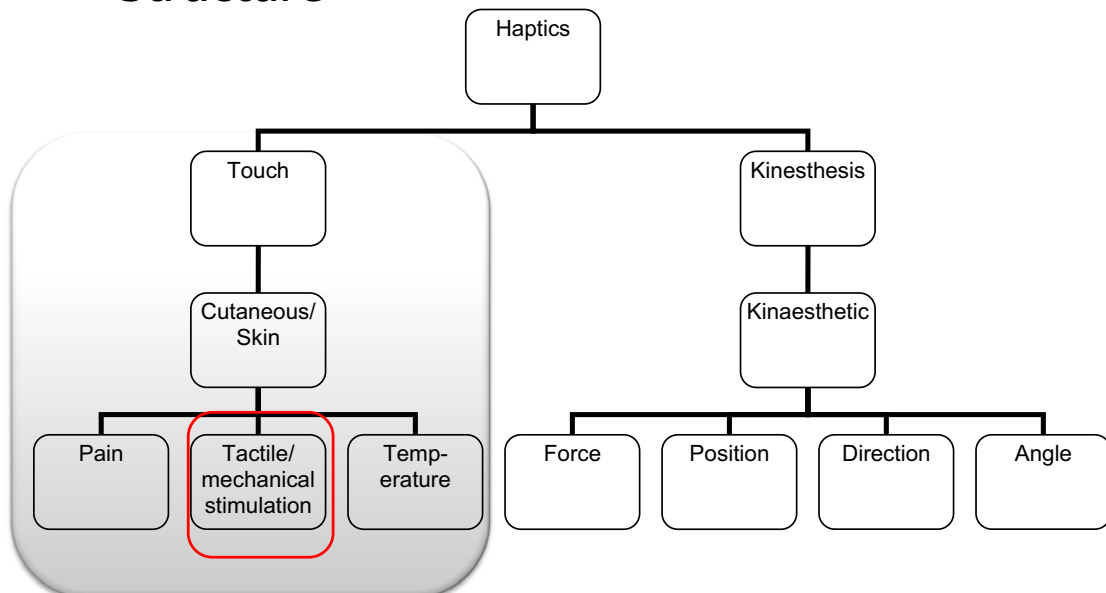 Haptics
Touch
Kinesthesis
Cutaneous/
Skin
Kinaesthetic
Pain
Tactile/
mechanical
stimulation
Temp-
erature
Force
Position
Direction
Angle